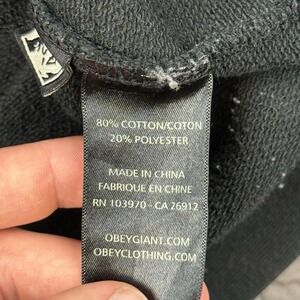 80% COTTON/COTON
20% POLYESTER
MADE IN CHINA
FABRIQUE EN CHINE
RN 103970 - CA 26912
OBEYGIANT.COM
OBEYCLOTHING.COM